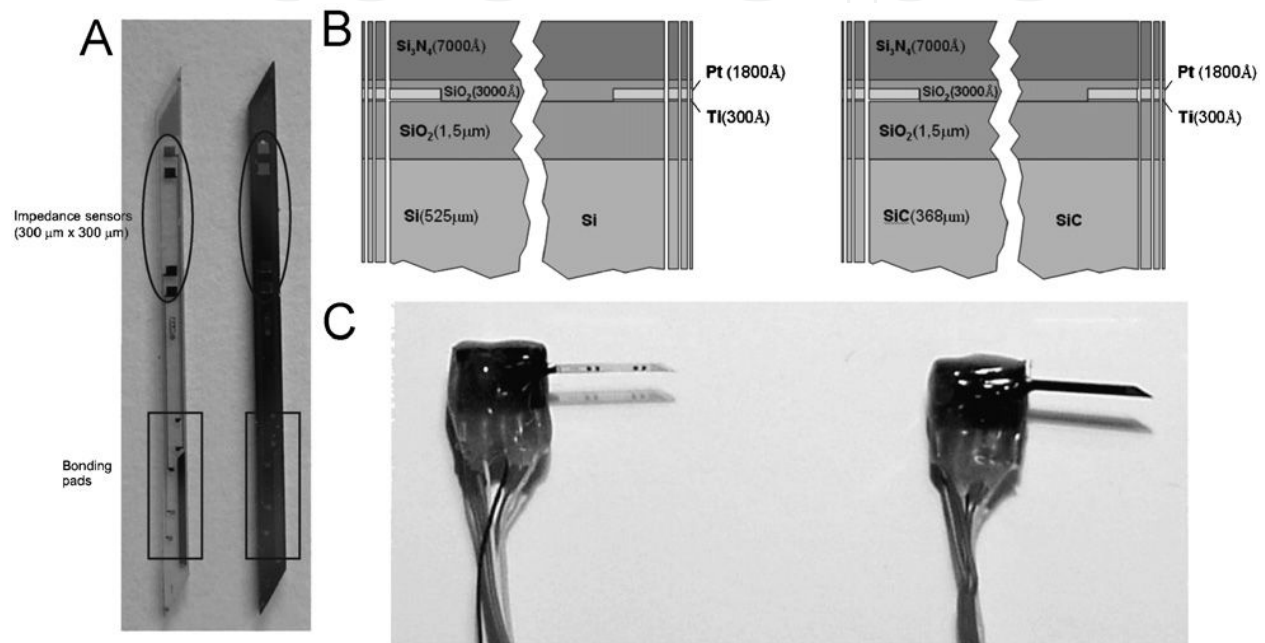 A
Impedance sensors
(300 μm x 300 μm)
Bonding
pads
B
Si₃N₄(7000Å)
SiO₂(3000Å)
Pt (1800Å)
Ti(300Å)
SiO₂(1,5μm)
Si(525μm)
Si
Si₃N₄(7000Å)
SiO₂(3000Å)
Pt (1800Å)
Ti(300Å)
SiO₂(1,5μm)
SiC(368μm)
SiC
C